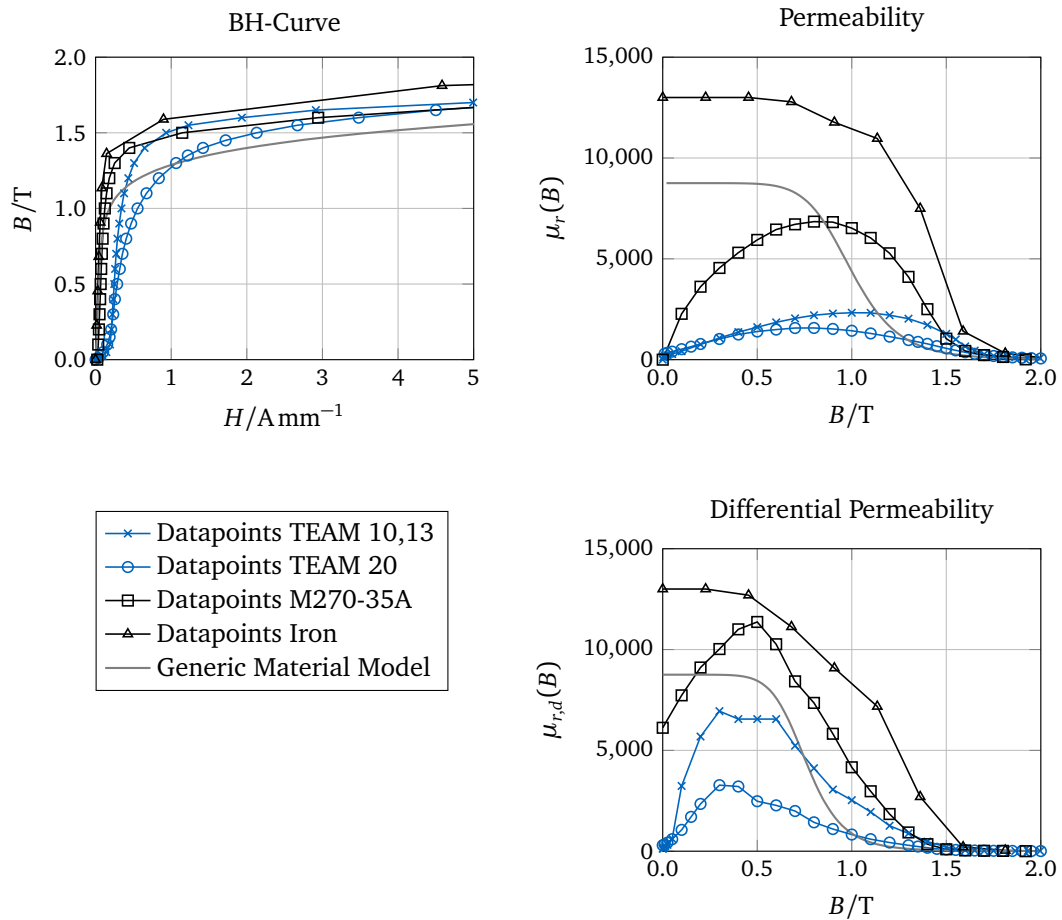 BH-Curve
2.0
1.5
1.0
0.5
0.0
B/T
0 1 2 3 4 5
H/A mm⁻¹
Permeability
15,000
10,000
5,000
0
μr(B)
0.0 0.5 1.0 1.5 2.0
B/T
Datapoints TEAM 10,13
Datapoints TEAM 20
Datapoints M270-35A
Datapoints Iron
Generic Material Model
Differential Permeability
15,000
10,000
5,000
0
μr,d(B)
0.0 0.5 1.0 1.5 2.0
B/T